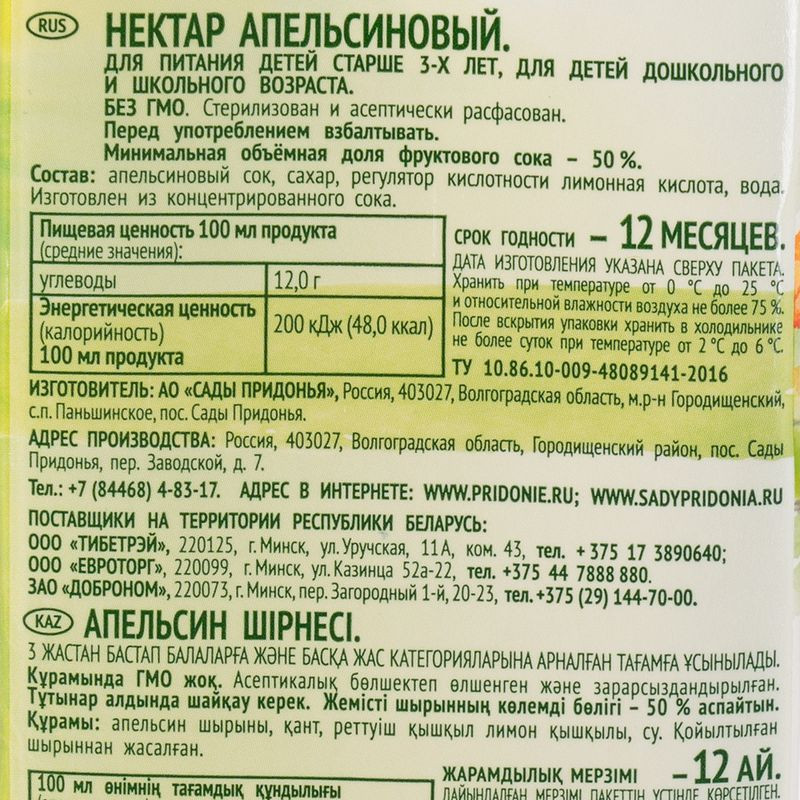 RUS НЕКТАР АПЕЛЬСИНОВЫЙ.
ДЛЯ ПИТАНИЯ ДЕТЕЙ СТАРШЕ 3-Х ЛЕТ, ДЛЯ ДЕТЕЙ ДОШКОЛЬНОГО
И ШКОЛЬНОГО ВОЗРАСТА.
БЕЗ ГМО. Стерилизован и асептически расфасован.
Перед употреблением взбалтывать.
Минимальная объёмная доля фруктового сока – 50 %.
Состав: апельсиновый сок, сахар, регулятор кислотности лимонная кислота, вода.
Изготовлен из концентрированного сока.
Пищевая ценность 100 мл продукта
(средние значения):
углеводы 12,0 г
Энергетическая ценность
(калорийность)
100 мл продукта
200 кДж (48,0 ккал)
СРОК ГОДНОСТИ – 12 МЕСЯЦЕВ.
ДАТА ИЗГОТОВЛЕНИЯ УКАЗАНА СВЕРХУ ПАКЕТА.
Хранить при температуре от 0 °С до 25 °С
и относительной влажности воздуха не более 75 %.
После вскрытия упаковки хранить в холодильнике
не более суток при температуре от 2 °С до 6 °С.
ТУ 10.86.10-009-48089141-2016
ИЗГОТОВИТЕЛЬ: АО «САДЫ ПРИДОНЬЯ», Россия, 403027, Волгоградская область, м.р-н Городищенский,
с.п. Паньшинское, пос. Сады Придонья.
АДРЕС ПРОИЗВОДСТВА: Россия, 403027, Волгоградская область, Городищенский район, пос. Сады
Придонья, пер. Заводской, д. 7.
Тел.: +7 (84468) 4-83-17. АДРЕС В ИНТЕРНЕТЕ: WWW.PRIDONIE.RU; WWW.SADYPRIDONIA.RU
ПОСТАВЩИКИ НА ТЕРРИТОРИИ РЕСПУБЛИКИ БЕЛАРУСЬ:
ООО «ТИБЕТРЭЙ», 220125, г. Минск, ул. Уручская, 11А, ком. 43, тел. +375 17 3890640;
ООО «ЕВРОТОРГ», 220099, г. Минск, ул. Казинца 52а-22, тел. +375 44 7888 880.
ЗАО «ДОБРОНОМ», 220073, г. Минск, пер. Загородный 1-й, 20-23, тел. +375 (29) 144-70-00.
KAZ АПЕЛЬСИН ШІРНЕСІ.
3 ЖАСТАН БАСТАП БАЛАЛАРҒА ЖӘНЕ БАСҚА ЖАС КАТЕГОРИЯЛАРЫНА АРНАЛҒАН ТАҒАМҒА ҰСЫНЫЛАДЫ.
Құрамында ГМО жоқ. Асептикалық бөлшектеп өлшенген және зарарсыздандырылған.
Тұтынар алдында шайқау керек. Жемісті шырынның көлемді бөлігі – 50 % аспайтын.
Құрамы: апельсин шырыны, қант, реттуіш қышқыл лимон қышқылы, су. Қойылтылған
шырыннан жасалған.
100 мл өнімнің тағамдық құндылығы
ЖАРАМДЫЛЫҚ МЕРЗІМІ – 12 АЙ.
ДАЙЫНДАЛҒАН МЕРЗІМІ ПАКЕТТІҢ ҮСТІНДЕ КӨРСЕТІЛГЕН.